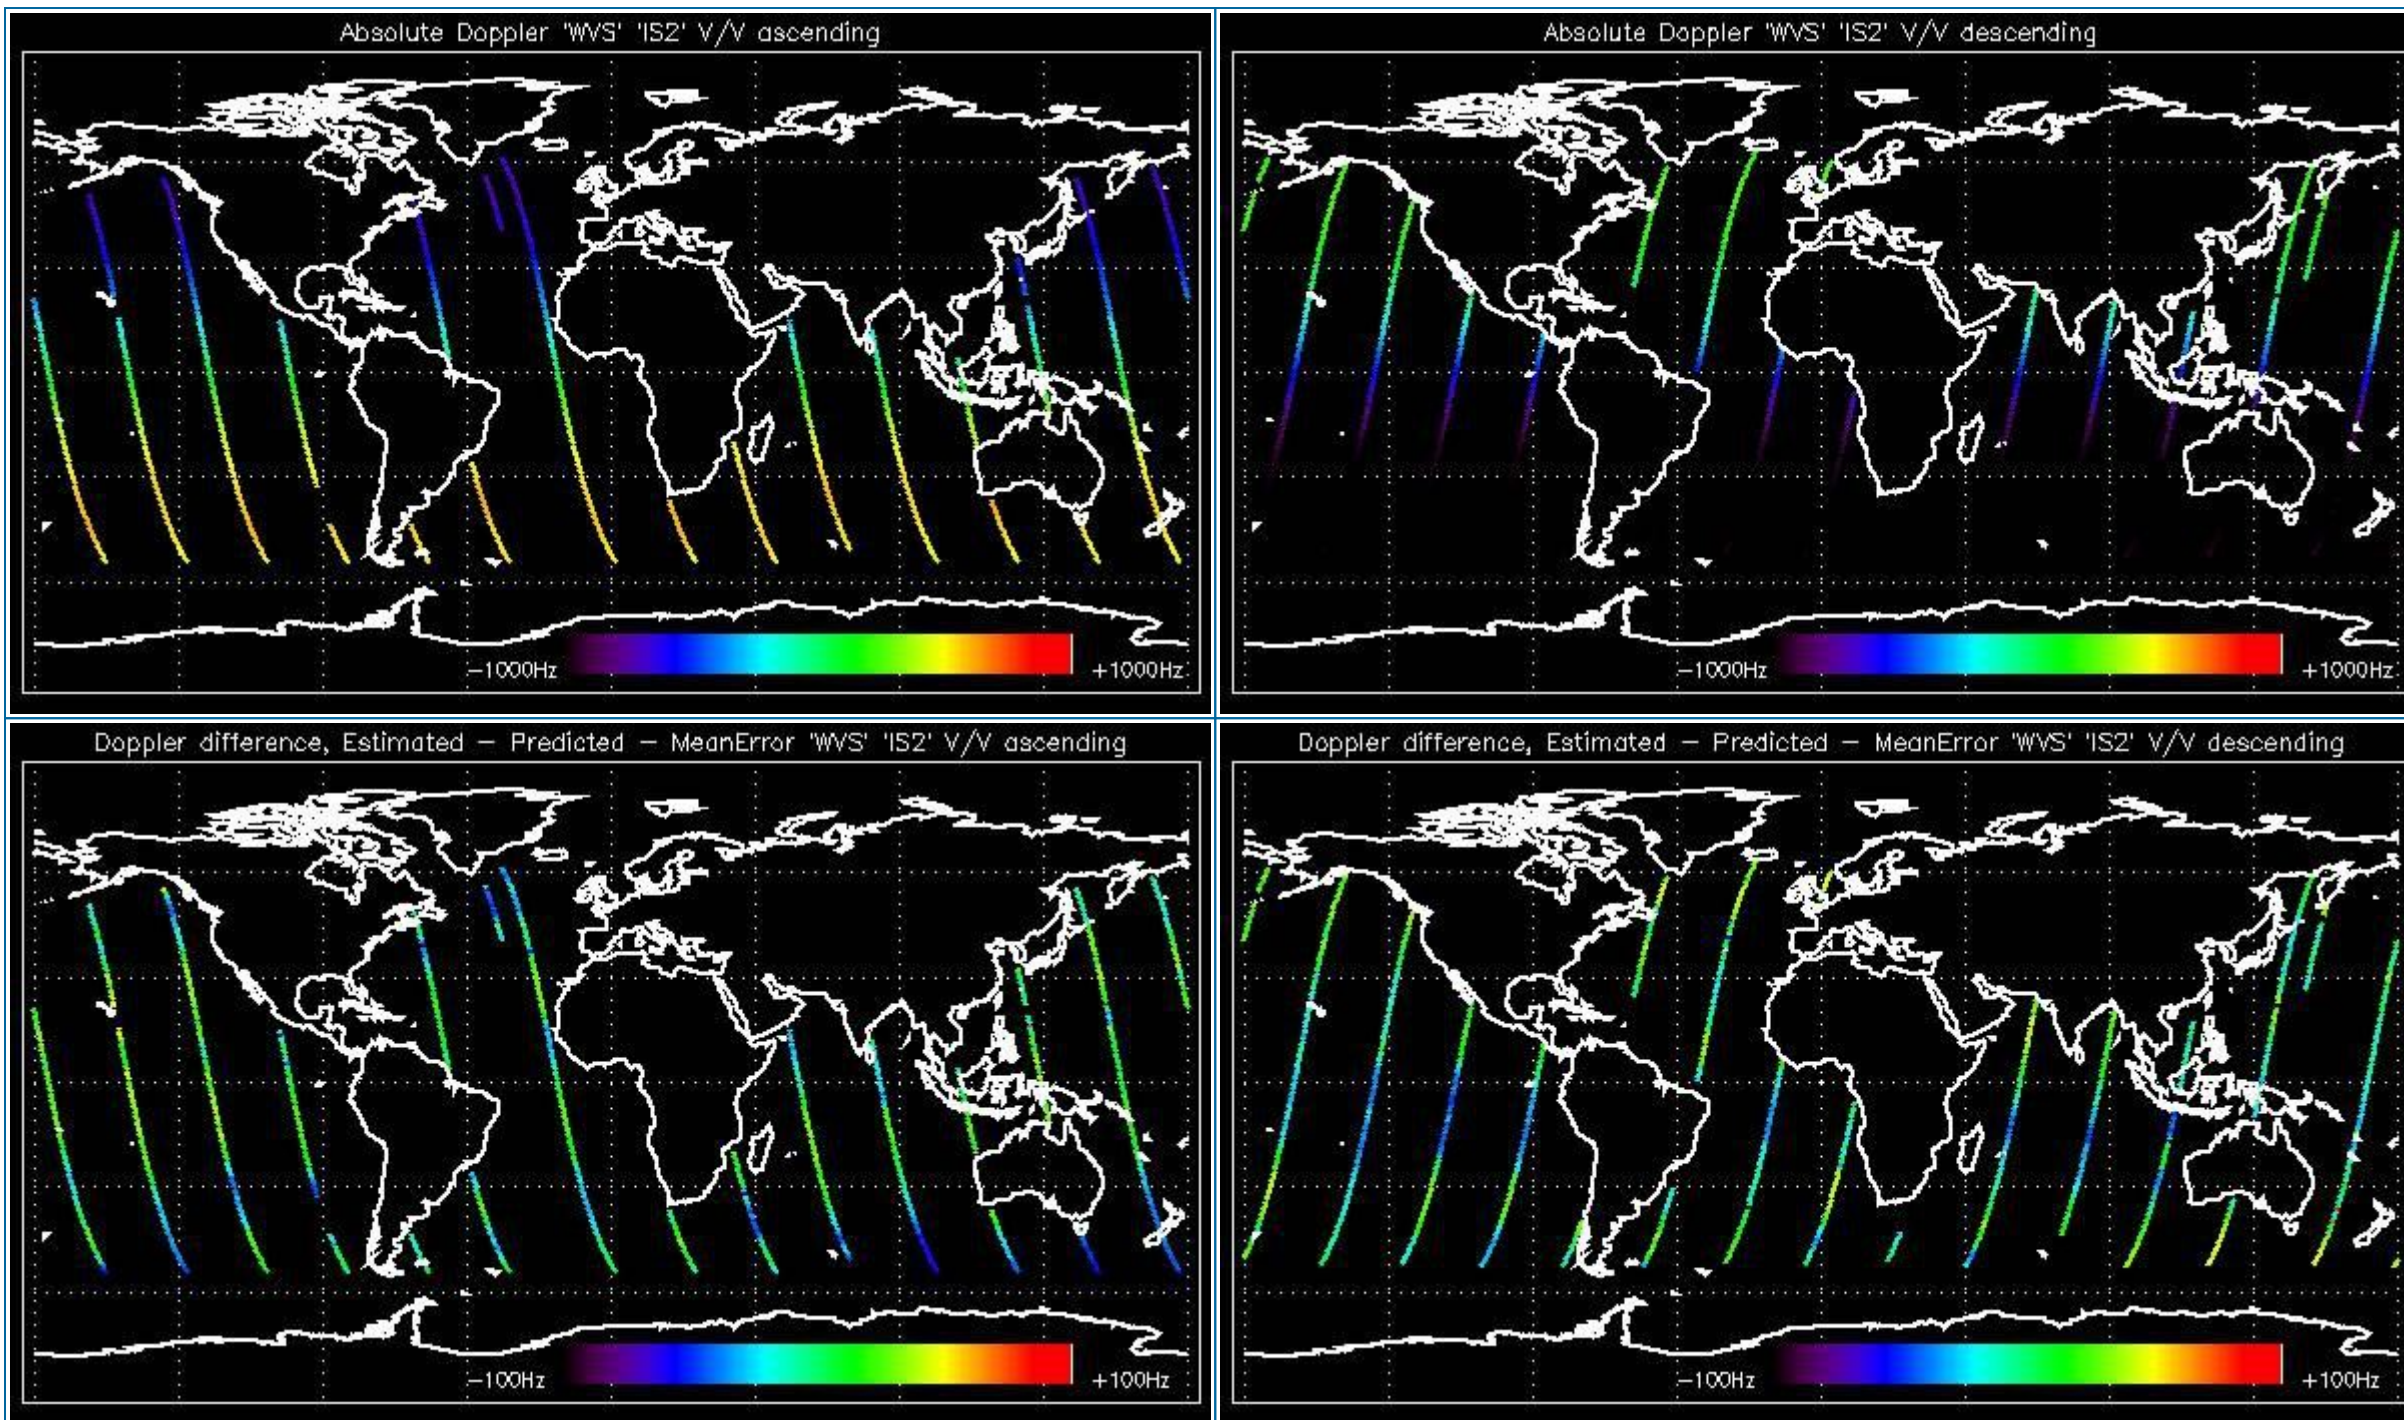 Absolute Doppler 'WVS' 'IS2' V/V ascending
-1000Hz
+1000Hz
Absolute Doppler 'WVS' 'IS2' V/V descending
-1000Hz
+1000Hz
Doppler difference, Estimated - Predicted - MeanError 'WVS' 'IS2' V/V ascending
-100Hz
+100Hz
Doppler difference, Estimated - Predicted - MeanError 'WVS' 'IS2' V/V descending
-100Hz
+100Hz